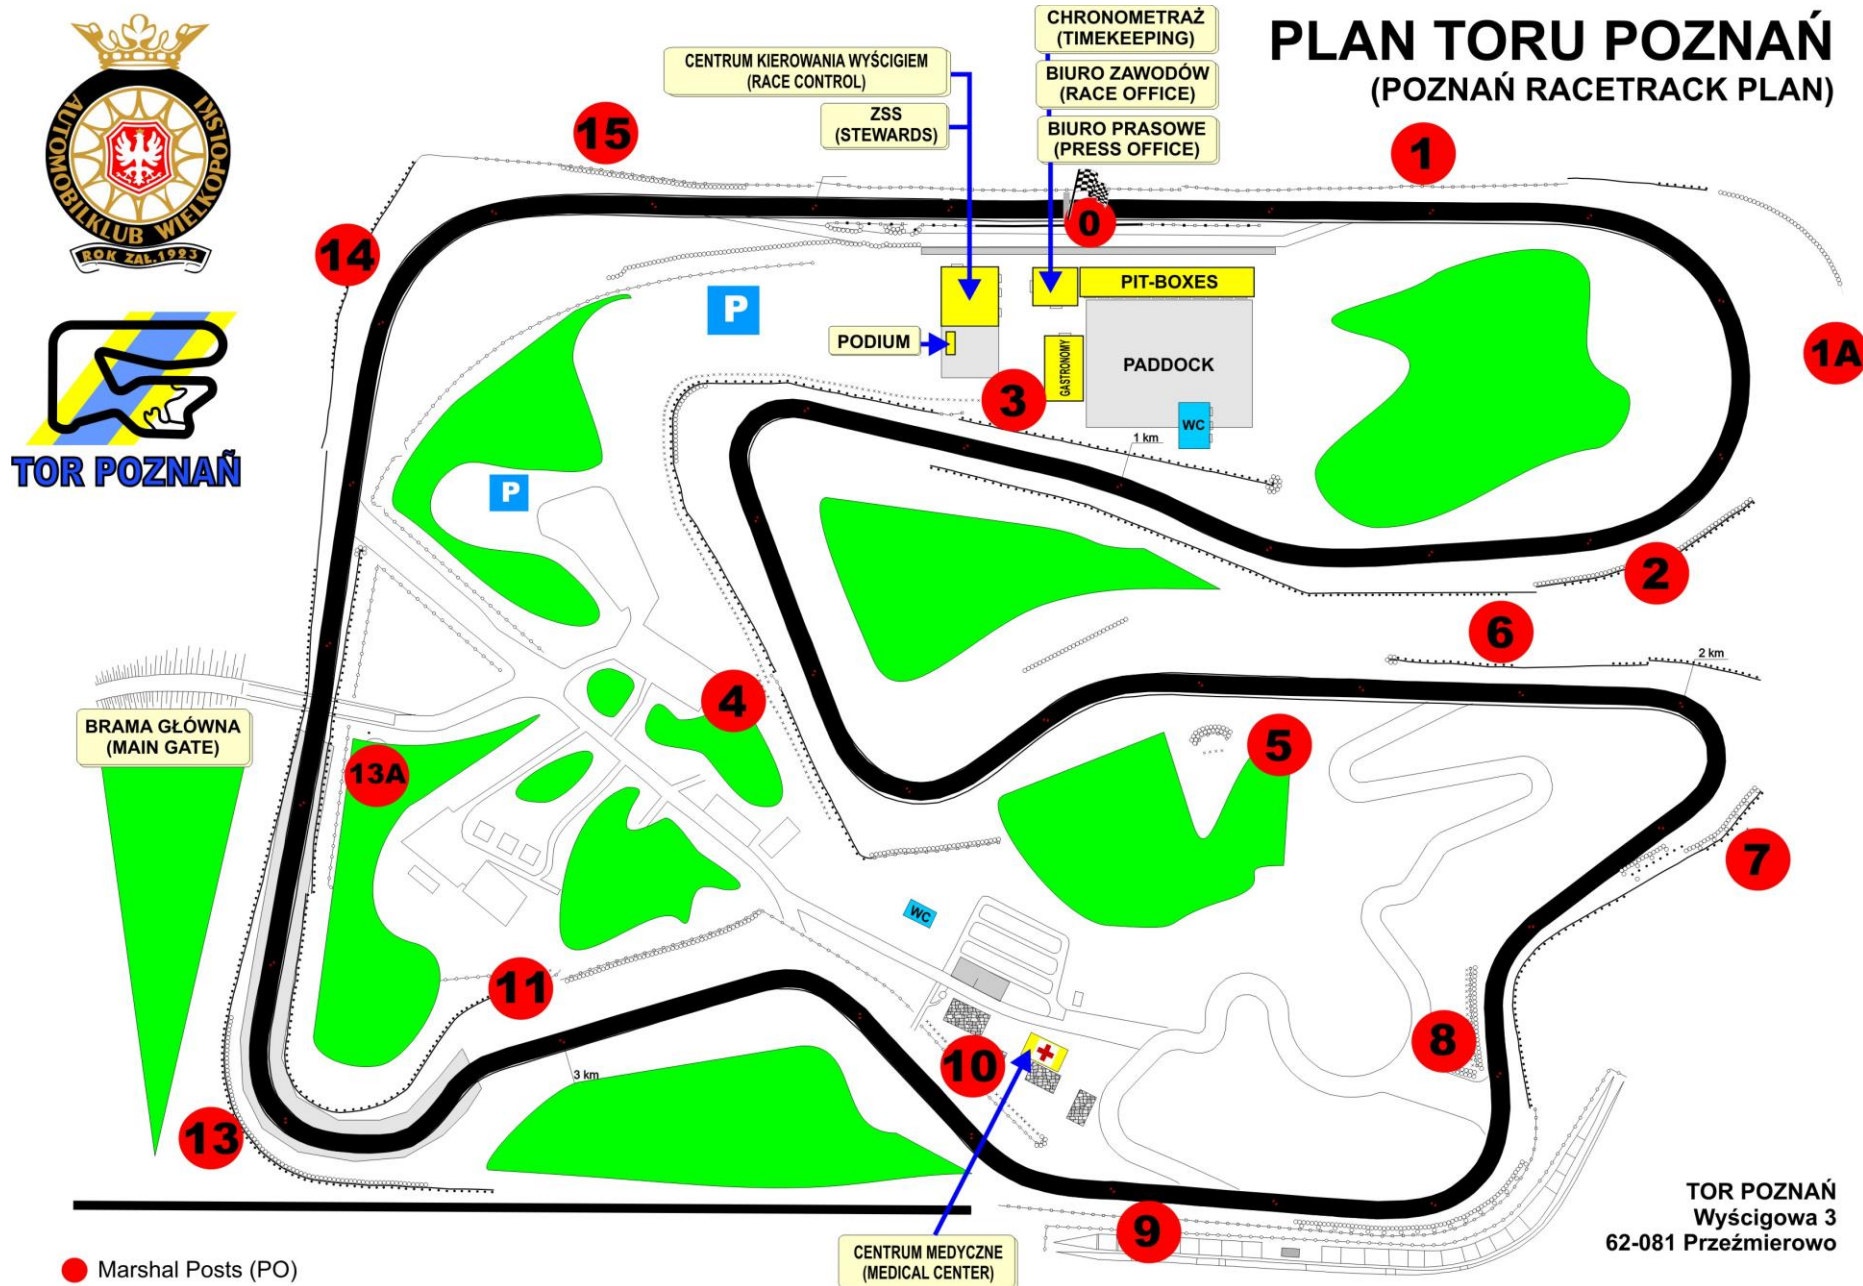 AUTOMOBILKLUB WIELKOPOLSKI
ROK ZAŁ.1923
TOR POZNAŃ
CENTRUM KIEROWANIA WYŚCIGIEM
(RACE CONTROL)
ZSS
(STEWARDS)
CHRONOMETRAŻ
(TIMEKEEPING)
BIURO ZAWODÓW
(RACE OFFICE)
BIURO PRASOWE
(PRESS OFFICE)
PLAN TORU POZNAŃ
(POZNAŃ RACETRACK PLAN)
15
1
0
14
P
PIT-BOXES
PODIUM
GASTRONOMY
PADDOCK
1A
3
WC
1 km
P
2
6
2 km
4
5
BRAMA GŁÓWNA
(MAIN GATE)
13A
7
WC
11
8
10
3 km
13
9
CENTRUM MEDYCZNE
(MEDICAL CENTER)
TOR POZNAŃ
Wyścigowa 3
62-081 Przeźmierowo
Marshal Posts (PO)